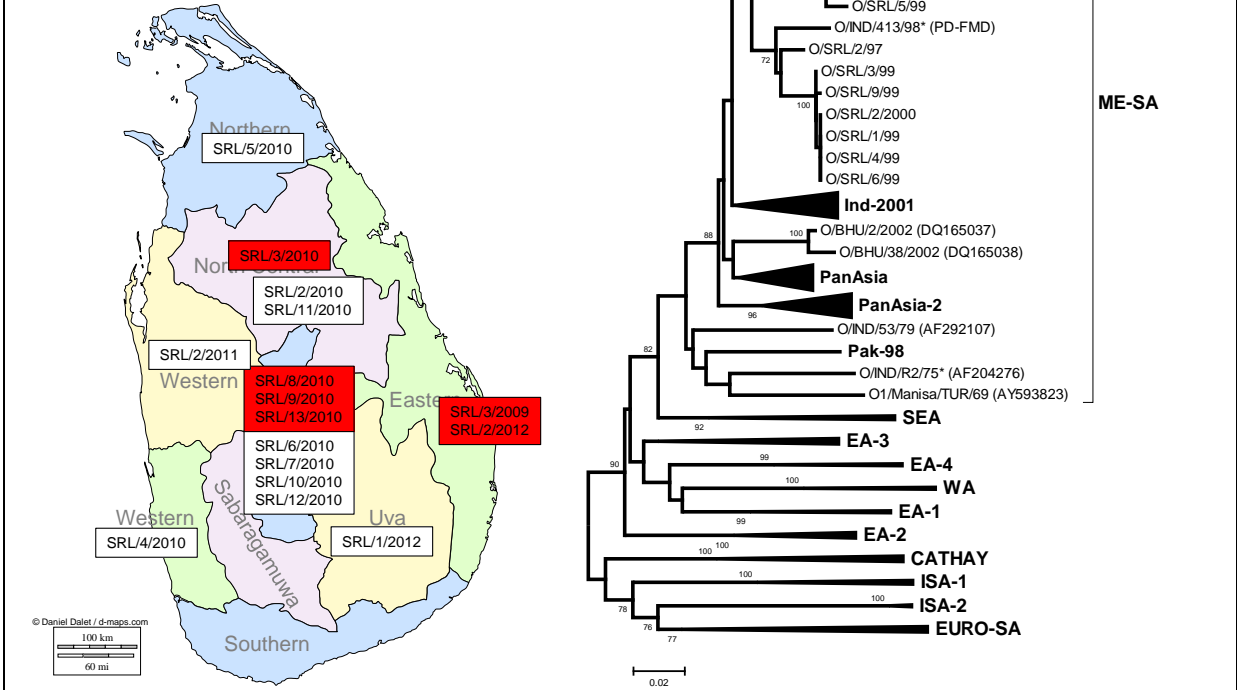 Northern
SRL/5/2010
SRL/3/2010
North Central
SRL/2/2010
SRL/11/2010
SRL/2/2011
Western
SRL/8/2010
SRL/9/2010
SRL/13/2010
Eastern
SRL/3/2009
SRL/2/2012
SRL/6/2010
SRL/7/2010
SRL/10/2010
SRL/12/2010
Sabaragamuwa
Western
SRL/4/2010
Uva
SRL/1/2012
Southern
© Daniel Dalet / d-maps.com
100 km
60 mi
O/SRL/5/99
O/IND/413/98* (PD-FMD)
72
O/SRL/2/97
O/SRL/3/99
O/SRL/9/99
100
O/SRL/2/2000
O/SRL/1/99
O/SRL/4/99
O/SRL/6/99
ME-SA
Ind-2001
88
100
O/BHU/2/2002 (DQ165037)
O/BHU/38/2002 (DQ165038)
PanAsia
PanAsia-2
96
O/IND/53/79 (AF292107)
82
Pak-98
O/IND/R2/75* (AF204276)
O1/Manisa/TUR/69 (AY593823)
SEA
92
EA-3
90
99
EA-4
100
WA
EA-1
99
EA-2
100
100
CATHAY
100
ISA-1
78
100
ISA-2
76
EURO-SA
77
0.02